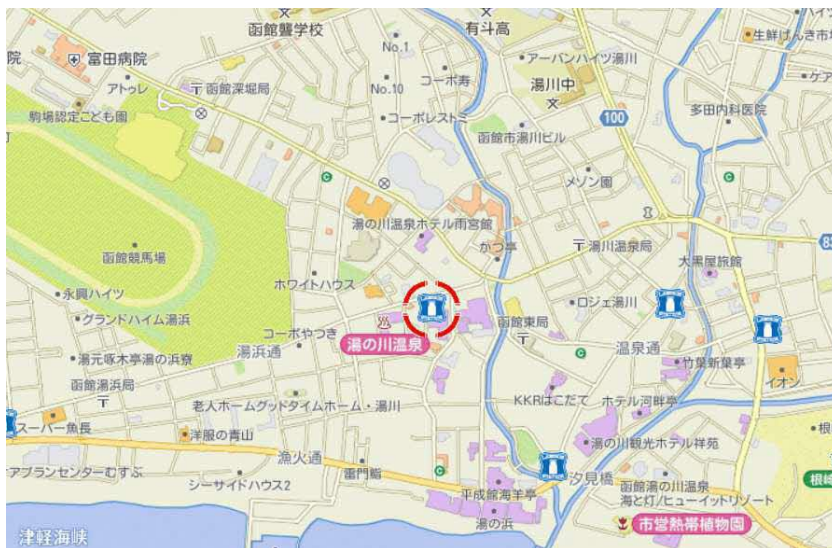 函館聾学校
有斗高
生鮮げんき市場
No.1
アーバンハイツ湯川
院
富田病院
コーポ寿
湯川中
アトゥレ
〒函館深堀局
No.10
駒場認定こども園
コーポレストミ
100
多田内科医院
函館市湯川ビル
メゾン園
湯の川温泉ホテル雨宮館
かつ亭
〒湯川温泉局
函館競馬場
大黒屋旅館
ホワイトハウス
永興ハイツ
ロジェ湯川
グランドハイム湯浜
函館東局
〒
コーポやつき
湯の川温泉
湯浜通
温泉通
湯元啄木亭湯の浜寮
竹葉新葉亭
イオン
函館湯浜局
〒
KKRはこだて
ホテル河畔亭
老人ホームグッドタイムホーム・湯川
スーパー魚長
洋服の青山
湯の川観光ホテル祥苑
漁火通
ケアプランセンターむすぶ
雷門鮨
汐見橋
シーサイドハウス2
平成館海羊亭
函館湯の川温泉
海と灯/ヒューイットリゾート
湯の浜
市営熱帯植物園
津軽海峡